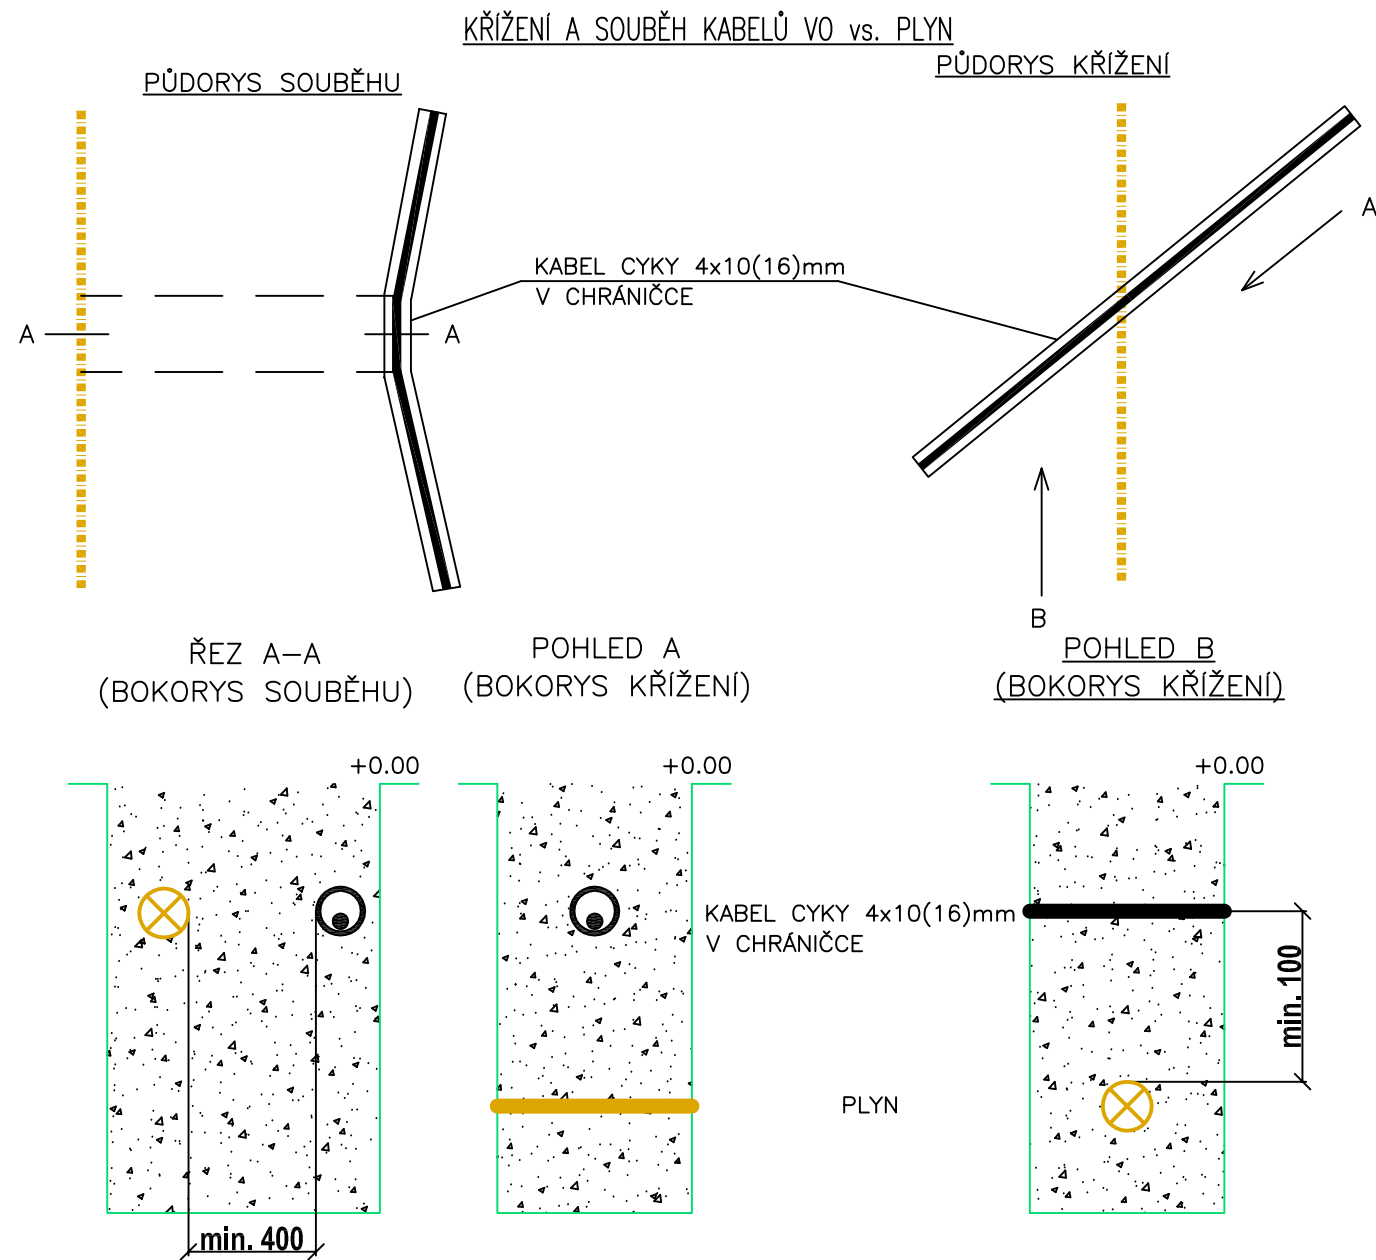 KŘÍŽENÍ A SOUBĚH KABELŮ VO vs. PLYN
PŮDORYS SOUBĚHU
PŮDORYS KŘÍŽENÍ
A
KABEL CYKY 4x10(16)mm
V CHRÁNIČCE
A
A
B
ŘEZ A-A
(BOKORYS SOUBĚHU)
POHLED A
(BOKORYS KŘÍŽENÍ)
POHLED B
(BOKORYS KŘÍŽENÍ)
+0.00
+0.00
+0.00
KABEL CYKY 4x10(16)mm
V CHRÁNIČCE
min. 100
PLYN
min. 400